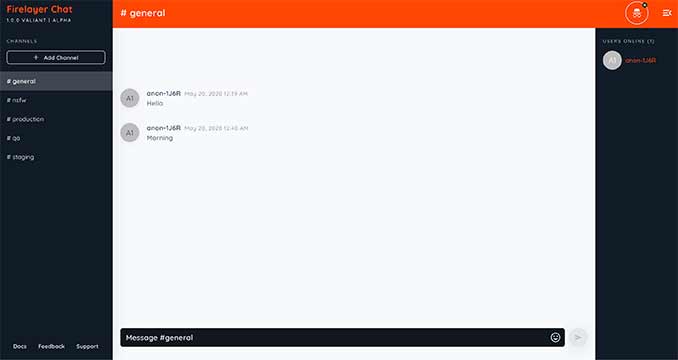 Firelayer Chat
1.0.0 VALIANT | ALPHA
CHANNELS
+ Add Channel
# general
# nsfw
# production
# qa
# staging
Docs Feedback Support
# general
A1 anon-1J6R May 20, 2020 12:39 AM
Hello
A1 anon-1J6R May 20, 2020 12:40 AM
Morning
Message #general
USERS ONLINE (1)
A1 anon-1J6R